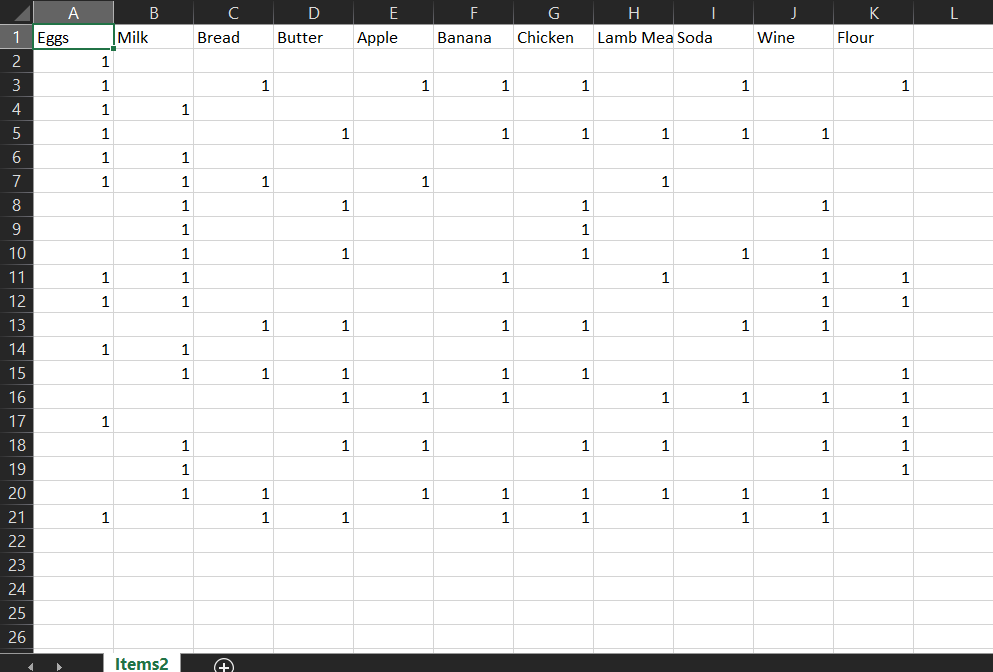 A B C D E F G H I J K L
1 Eggs Milk Bread Butter Apple Banana Chicken Lamb Mea Soda Wine Flour
2 1
3 1 1 1 1 1 1 1
4 1 1
5 1 1 1 1 1 1 1
6 1 1
7 1 1 1 1 1
8 1 1 1 1
9 1 1
10 1 1 1 1 1
11 1 1 1 1 1 1
12 1 1 1 1
13 1 1 1 1 1 1
14 1 1
15 1 1 1 1 1 1
16 1 1 1 1 1 1 1
17 1 1
18 1 1 1 1 1 1 1
19 1 1
20 1 1 1 1 1 1 1 1
21 1 1 1 1 1 1 1
22
23
24
25
26
Items2